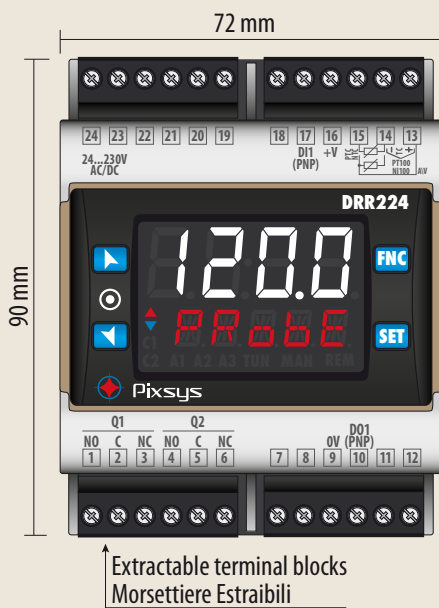 72 mm
90 mm
24 23 22 21 20 19 18 17 16 15 14 13
24...230V
AC/DC
DI1
(PNP)
+V
PTC
NTC
PT100
NI100
A\V
DRR224
120.0
FNC
PRobE
SET
C1
C2 A1 A2 A3 TUN MAN REM
Pixsys
Q1 Q2
NO C NC NO C NC
DO1
0V (PNP)
1 2 3 4 5 6 7 8 9 10 11 12
Extractable terminal blocks
Morsettiere Estraibili